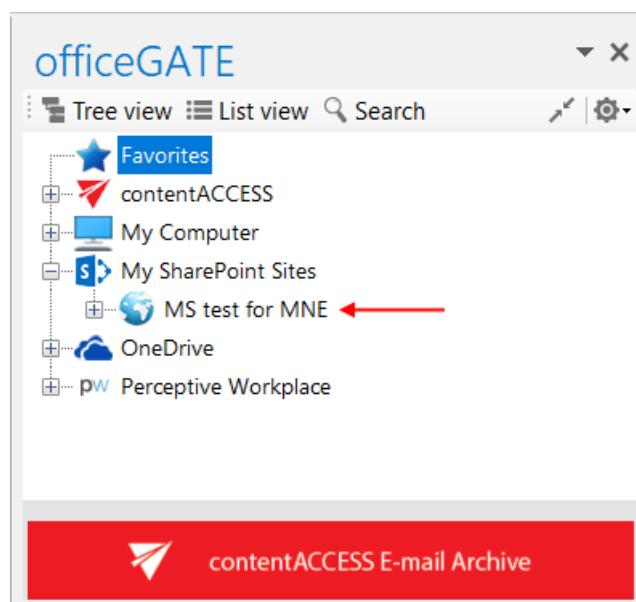 officeGATE
Tree view List view Search
Favorites
contentACCESS
My Computer
S My SharePoint Sites
MS test for MNE
OneDrive
pw Perceptive Workplace
contentACCESS E-mail Archive